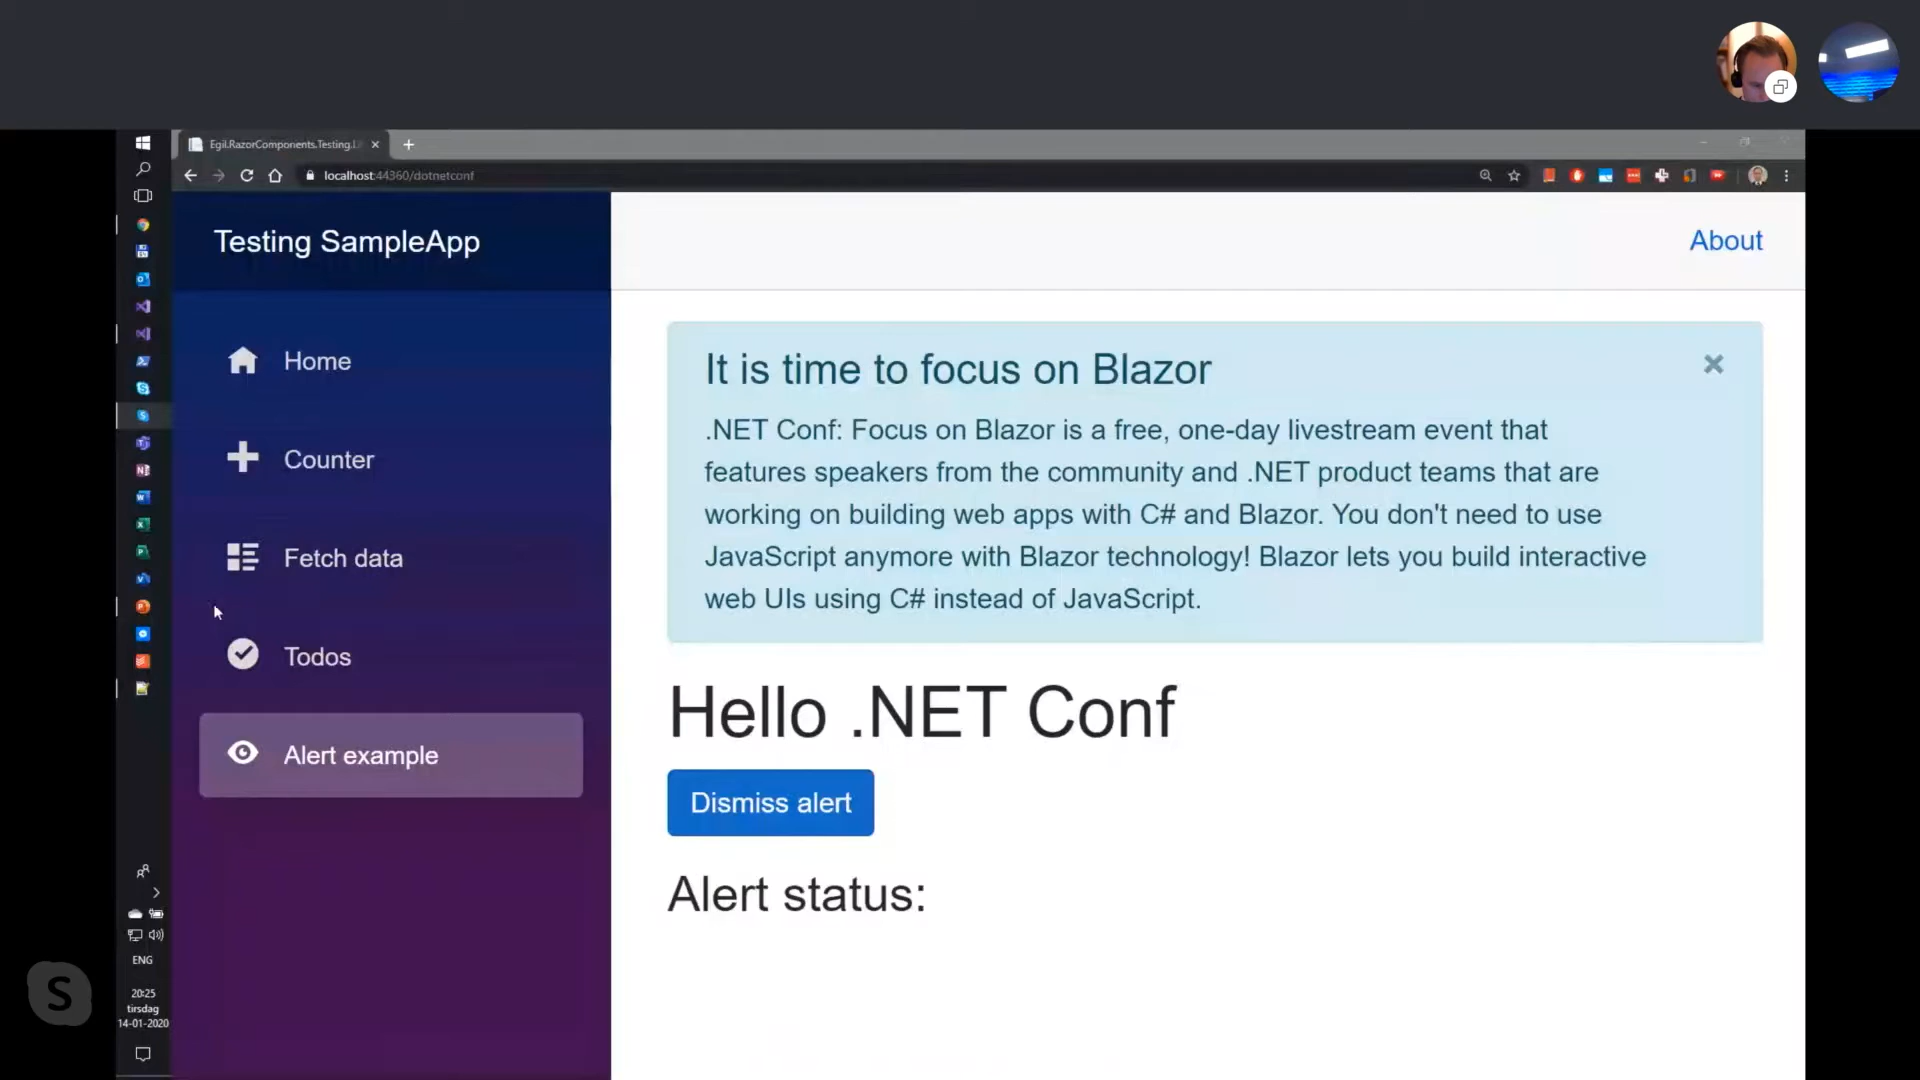 Egil.RazorComponents.Testing.L
localhost:44360/dotnetconf
Testing SampleApp
About
Home
Counter
Fetch data
Todos
Alert example
It is time to focus on Blazor
.NET Conf: Focus on Blazor is a free, one-day livestream event that
features speakers from the community and .NET product teams that are
working on building web apps with C# and Blazor. You don't need to use
JavaScript anymore with Blazor technology! Blazor lets you build interactive
web UIs using C# instead of JavaScript.
Hello .NET Conf
Dismiss alert
Alert status:
ENG
20:25
tirsdag
14-01-2020
S